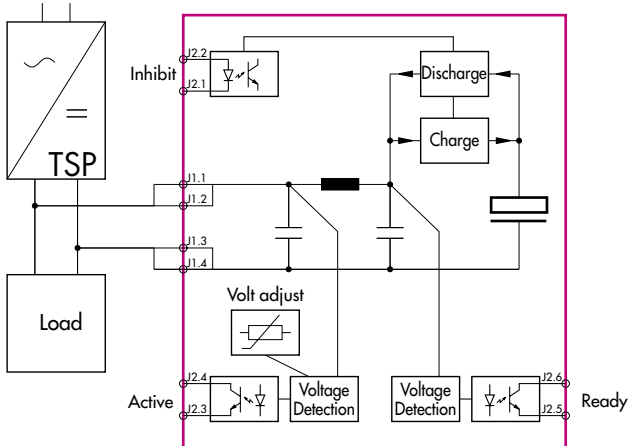 J2.2
Inhibit
J2.1
Discharge
Charge
TSP
J1.1
J1.2
J1.3
J1.4
Load
Volt adjust
J2.4
Active
J2.3
Voltage
Detection
Voltage
Detection
J2.6
Ready
J2.5